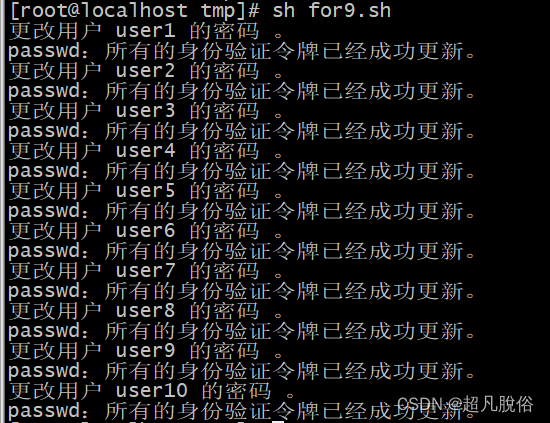 [root@localhost tmp]# sh for9.sh
更改用户 user1 的密码 。
passwd：所有的身份验证令牌已经成功更新。
更改用户 user2 的密码 。
passwd：所有的身份验证令牌已经成功更新。
更改用户 user3 的密码 。
passwd：所有的身份验证令牌已经成功更新。
更改用户 user4 的密码 。
passwd：所有的身份验证令牌已经成功更新。
更改用户 user5 的密码 。
passwd：所有的身份验证令牌已经成功更新。
更改用户 user6 的密码 。
passwd：所有的身份验证令牌已经成功更新。
更改用户 user7 的密码 。
passwd：所有的身份验证令牌已经成功更新。
更改用户 user8 的密码 。
passwd：所有的身份验证令牌已经成功更新。
更改用户 user9 的密码 。
passwd：所有的身份验证令牌已经成功更新。
更改用户 user10 的密码 。
passwd：所有的身份验证令牌已经成功更新。
CSDN @超凡脫俗